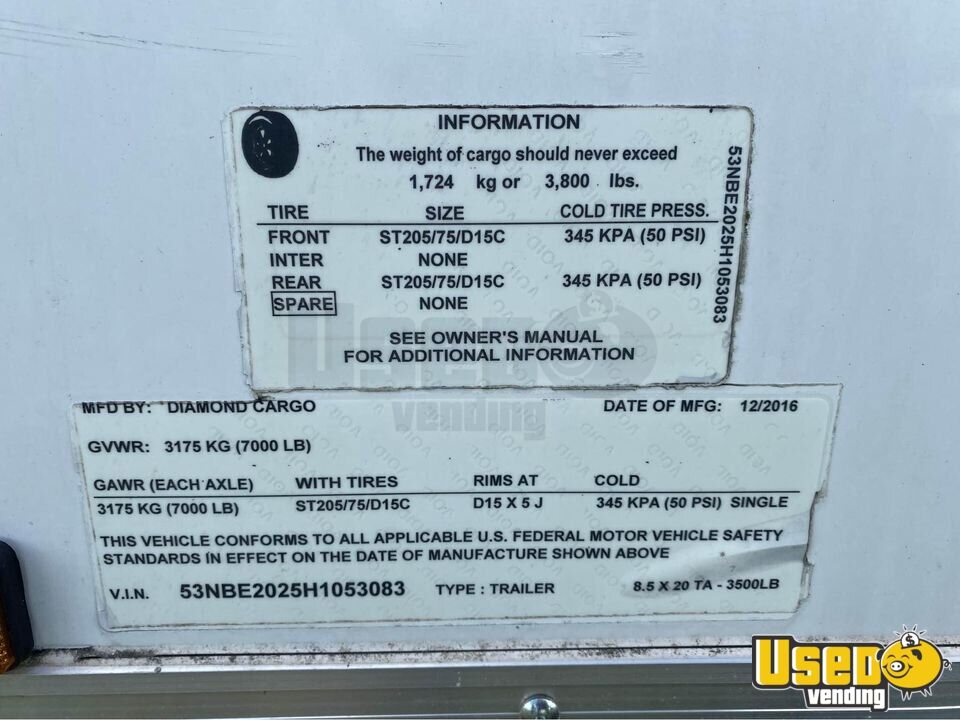 INFORMATION
The weight of cargo should never exceed
1,724 kg or 3,800 lbs.
TIRE SIZE COLD TIRE PRESS.
FRONT ST205/75/D15C 345 KPA (50 PSI)
INTER NONE
REAR ST205/75/D15C 345 KPA (50 PSI)
SPARE NONE
SEE OWNER'S MANUAL
FOR ADDITIONAL INFORMATION
53NBE2025H1053083
Used
vending
MFD BY: DIAMOND CARGO DATE OF MFG: 12/2016
GVWR: 3175 KG (7000 LB)
GAWR (EACH AXLE) WITH TIRES RIMS AT COLD
3175 KG (7000 LB) ST205/75/D15C D15 X 5 J 345 KPA (50 PSI) SINGLE
THIS VEHICLE CONFORMS TO ALL APPLICABLE U.S. FEDERAL MOTOR VEHICLE SAFETY
STANDARDS IN EFFECT ON THE DATE OF MANUFACTURE SHOWN ABOVE
V.I.N. 53NBE2025H1053083 TYPE : TRAILER 8.5 X 20 TA - 3500LB
Used
vending